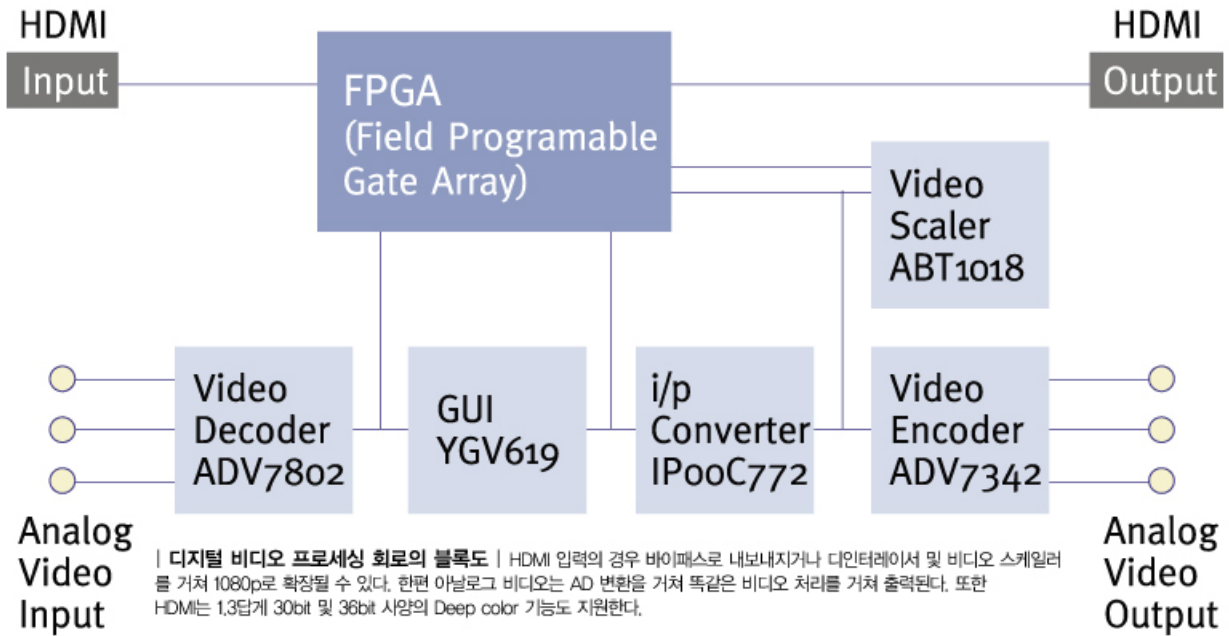 HDMI
Input
FPGA
(Field Programable
Gate Array)
HDMI
Output
Video
Scaler
ABT1018
Video
Decoder
ADV7802
GUI
YGV619
i/p
Converter
IP00C772
Video
Encoder
ADV7342
Analog
Video
Input
Analog
Video
Output
| 디지털 비디오 프로세싱 회로의 블록도 | HDMI 입력의 경우 바이패스로 내보내지거나 디인터레이서 및 비디오 스케일러
를 거쳐 1080p로 확장될 수 있다. 한편 아날로그 비디오는 AD 변환을 거쳐 똑같은 비디오 처리를 거쳐 출력된다. 또한
HDMI는 1.3답게 30bit 및 36bit 사양의 Deep color 기능도 지원한다.